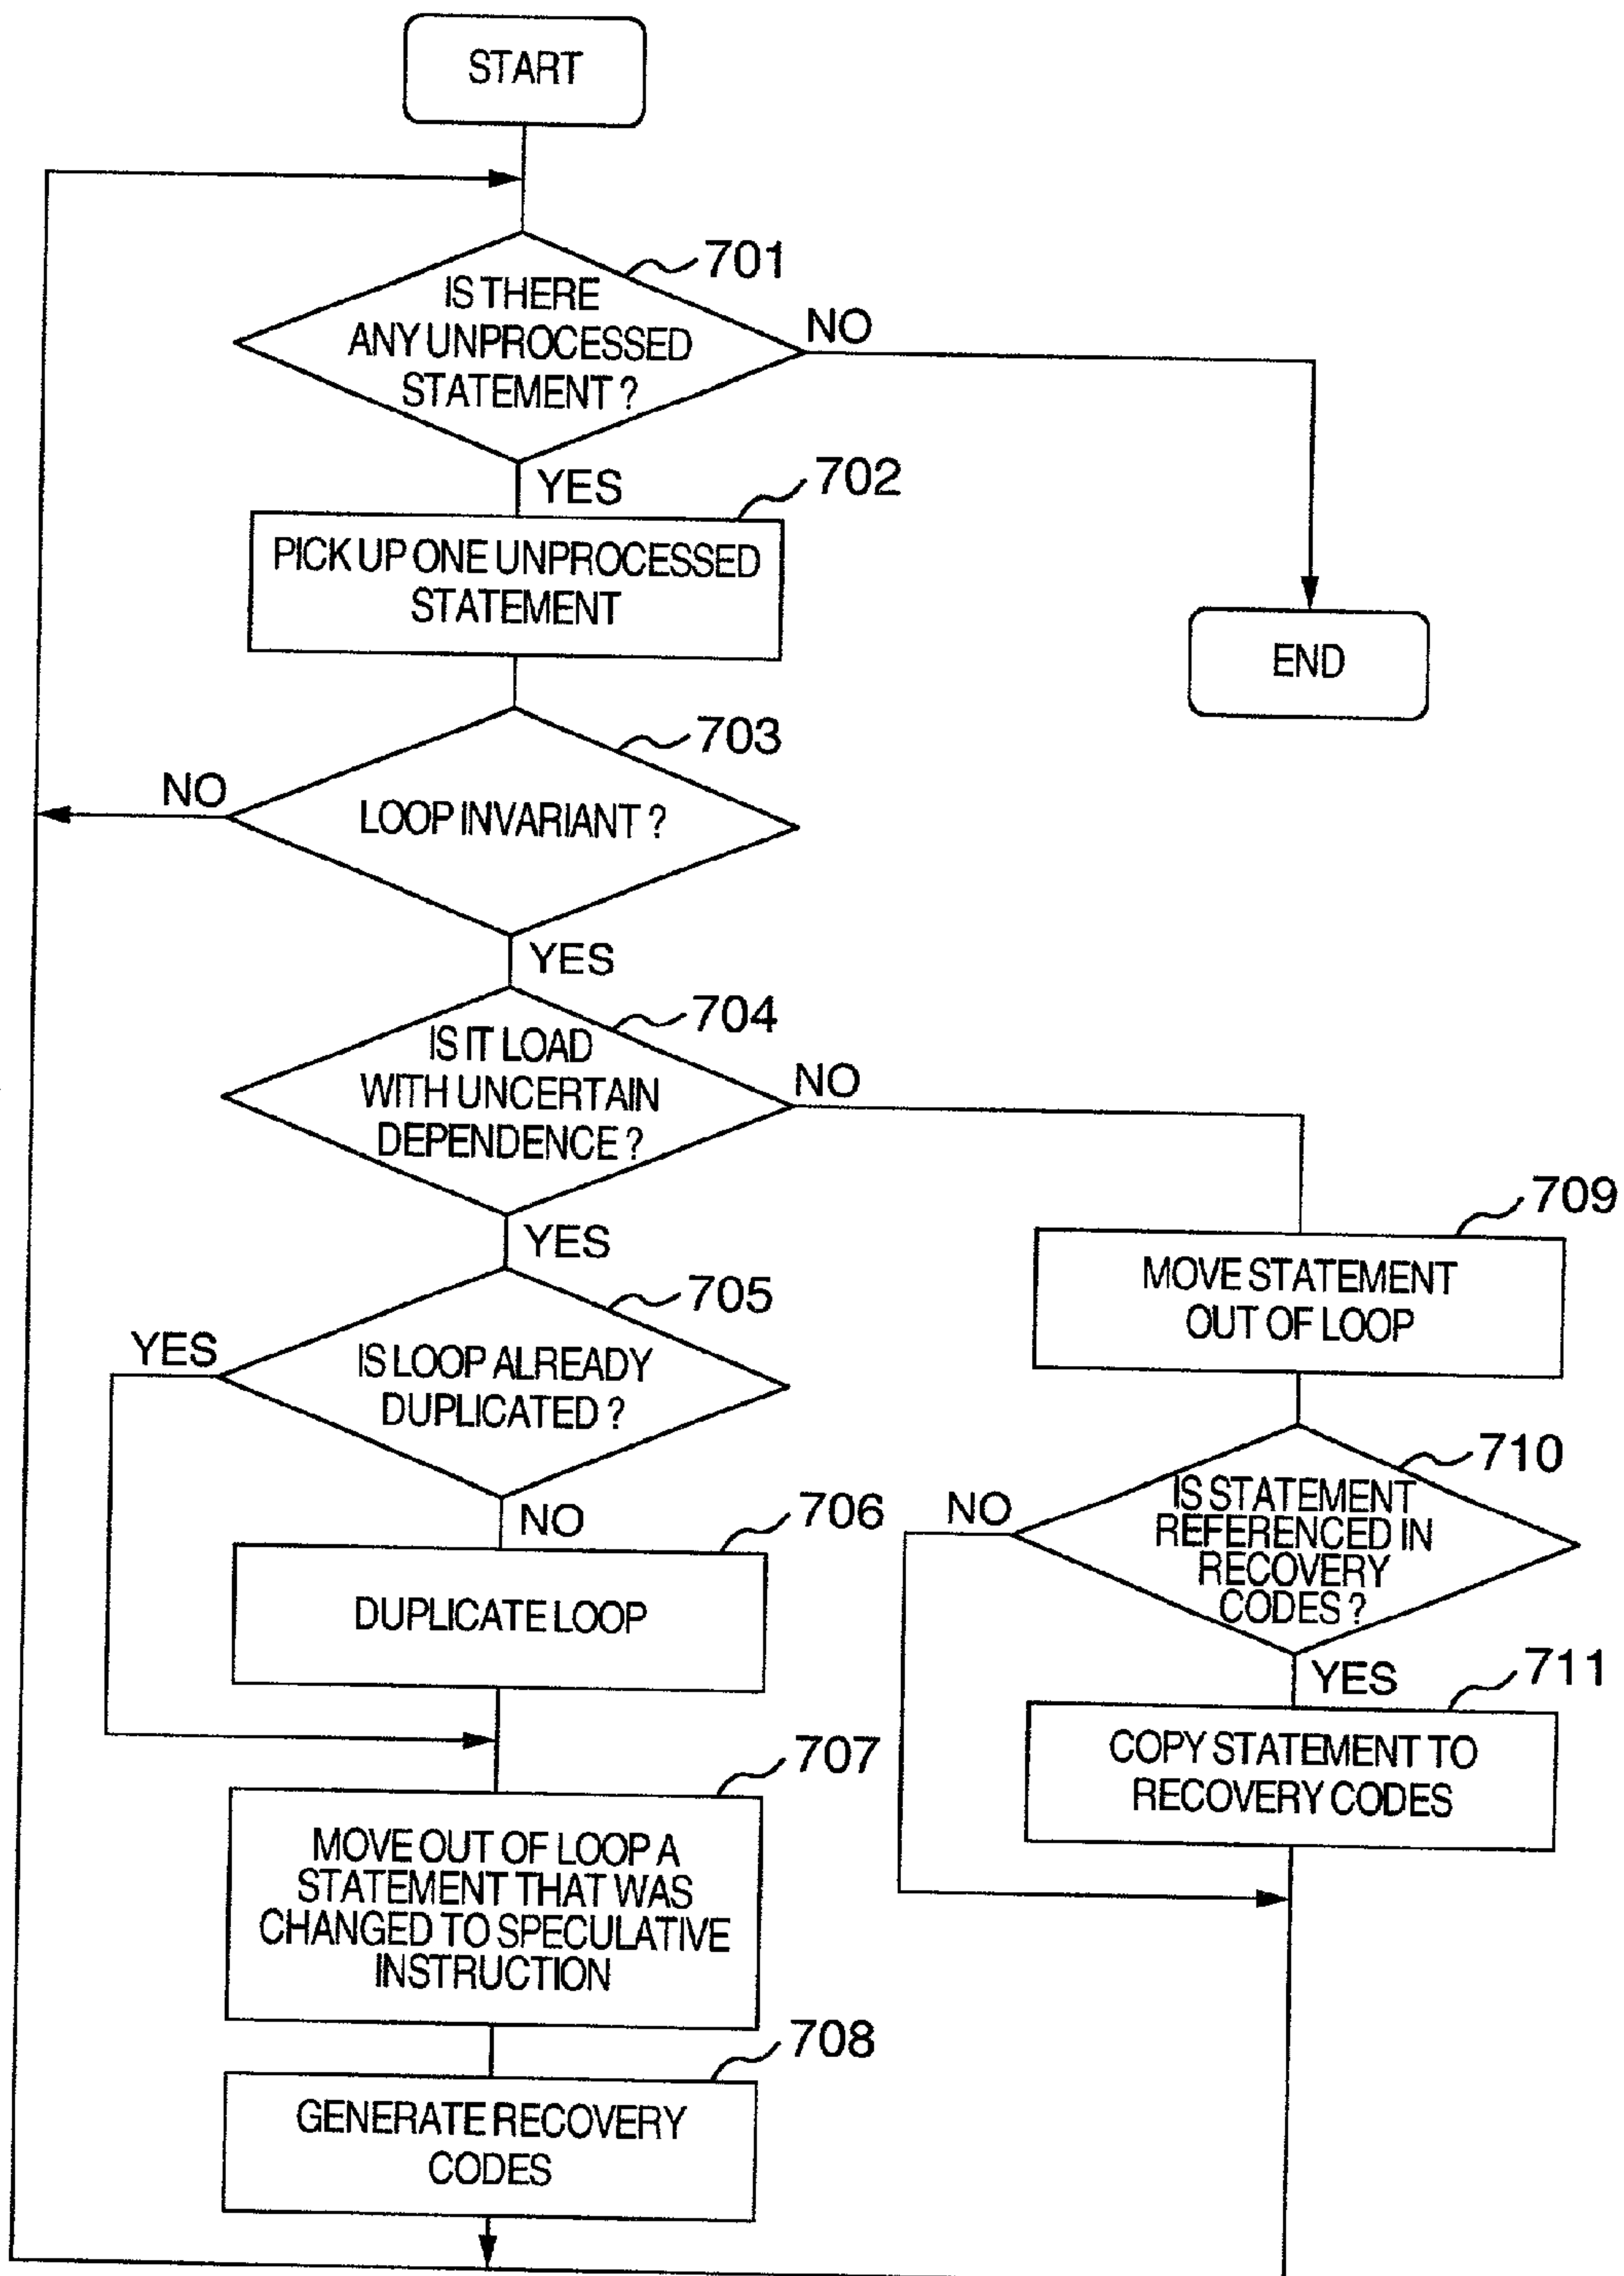 START
701
IS THERE
ANY UNPROCESSED
STATEMENT ?
NO
YES
702
PICK UP ONE UNPROCESSED
STATEMENT
END
703
NO
LOOP INVARIANT ?
YES
704
IS IT LOAD
WITH UNCERTAIN
DEPENDENCE ?
NO
YES
709
MOVE STATEMENT
OUT OF LOOP
705
YES
IS LOOP ALREADY
DUPLICATED ?
NO
710
NO
IS STATEMENT
REFERENCED IN
RECOVERY
CODES ?
YES
706
DUPLICATE LOOP
711
COPY STATEMENT TO
RECOVERY CODES
707
MOVE OUT OF LOOP A
STATEMENT THAT WAS
CHANGED TO SPECULATIVE
INSTRUCTION
708
GENERATE RECOVERY
CODES